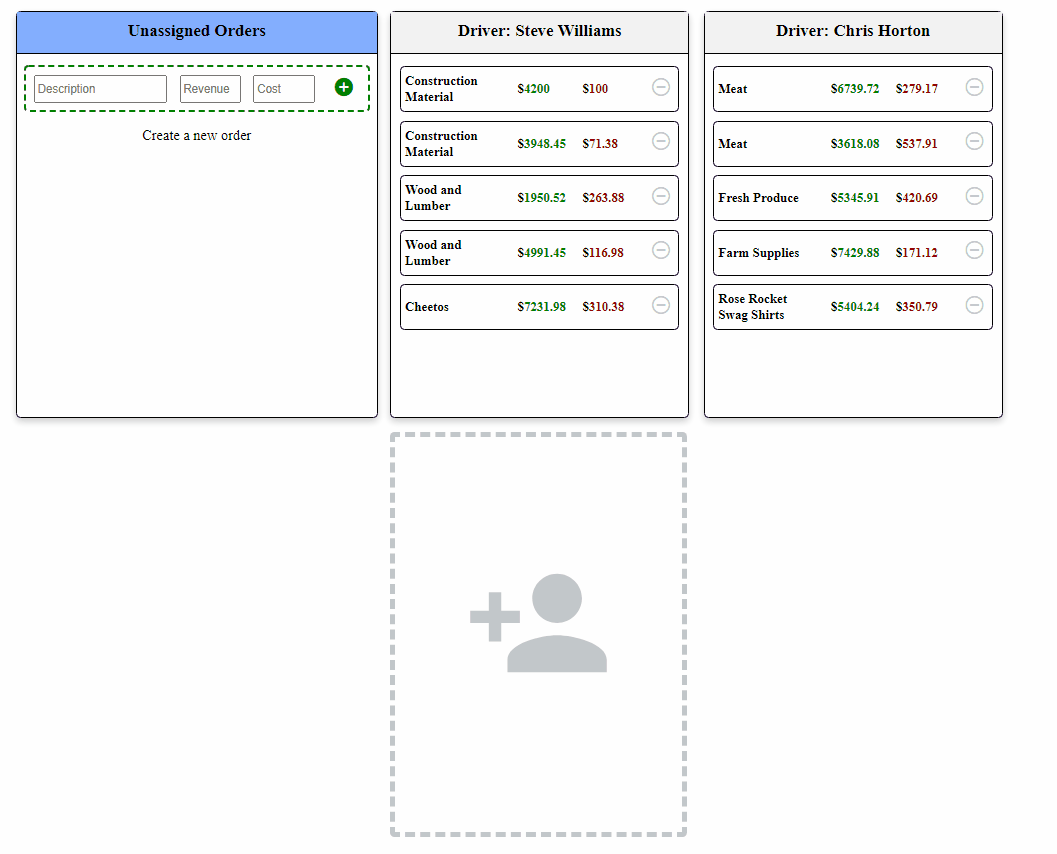 Unassigned Orders
Description Revenue Cost
Create a new order
Driver: Steve Williams
Construction
Material
$4200 $100
Construction
Material
$3948.45 $71.38
Wood and
Lumber
$1950.52 $263.88
Wood and
Lumber
$4991.45 $116.98
Cheetos $7231.98 $310.38
Driver: Chris Horton
Meat $6739.72 $279.17
Meat $3618.08 $537.91
Fresh Produce $5345.91 $420.69
Farm Supplies $7429.88 $171.12
Rose Rocket
Swag Shirts
$5404.24 $350.79